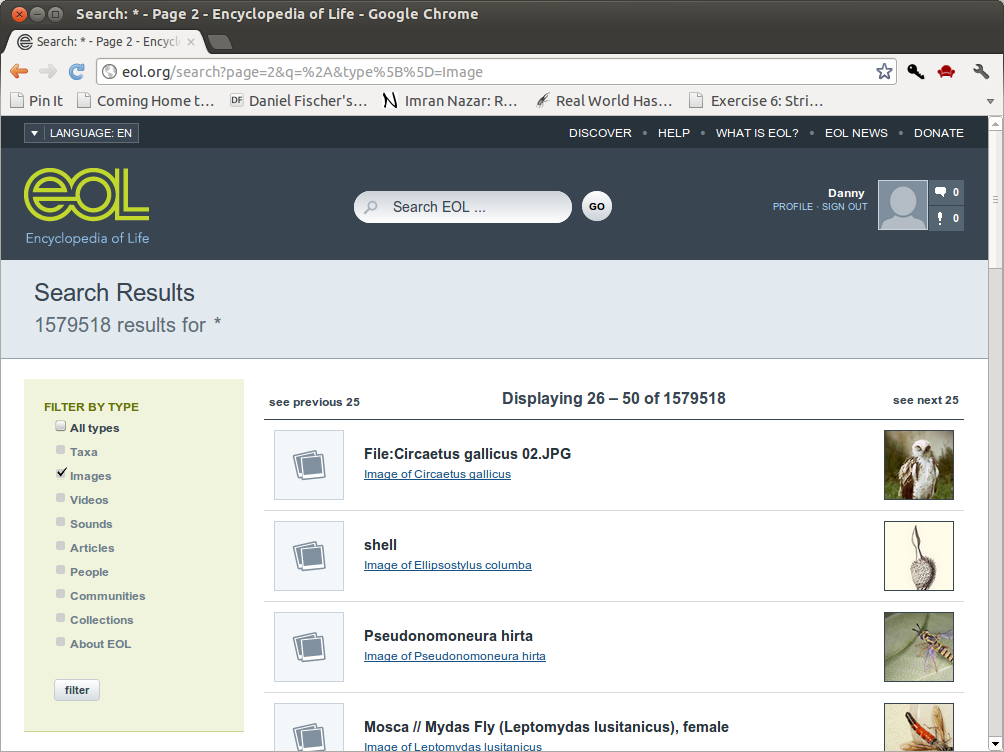 Search: * - Page 2 - Encyclopedia of Life - Google Chrome
Search: * - Page 2 - Encycl
eol.org/search?page=2&q=%2A&type%5B%5D=Image
Pin It Coming Home t... DF Daniel Fischer's... N Imran Nazar: R... Real World Has... Exercise 6: Stri...
LANGUAGE: EN DISCOVER • HELP • WHAT IS EOL? • EOL NEWS • DONATE
eOL
Encyclopedia of Life
Search EOL ... GO
Danny
PROFILE · SIGN OUT
0
0
Search Results
1579518 results for *
FILTER BY TYPE
All types
Taxa
Images
Videos
Sounds
Articles
People
Communities
Collections
About EOL
filter
see previous 25 Displaying 26 – 50 of 1579518 see next 25
File:Circaetus gallicus 02.JPG
Image of Circaetus gallicus
shell
Image of Ellipsostylus columba
Pseudonomoneura hirta
Image of Pseudonomoneura hirta
Mosca // Mydas Fly (Leptomydas lusitanicus), female
Image of Leptomydas lusitanicus